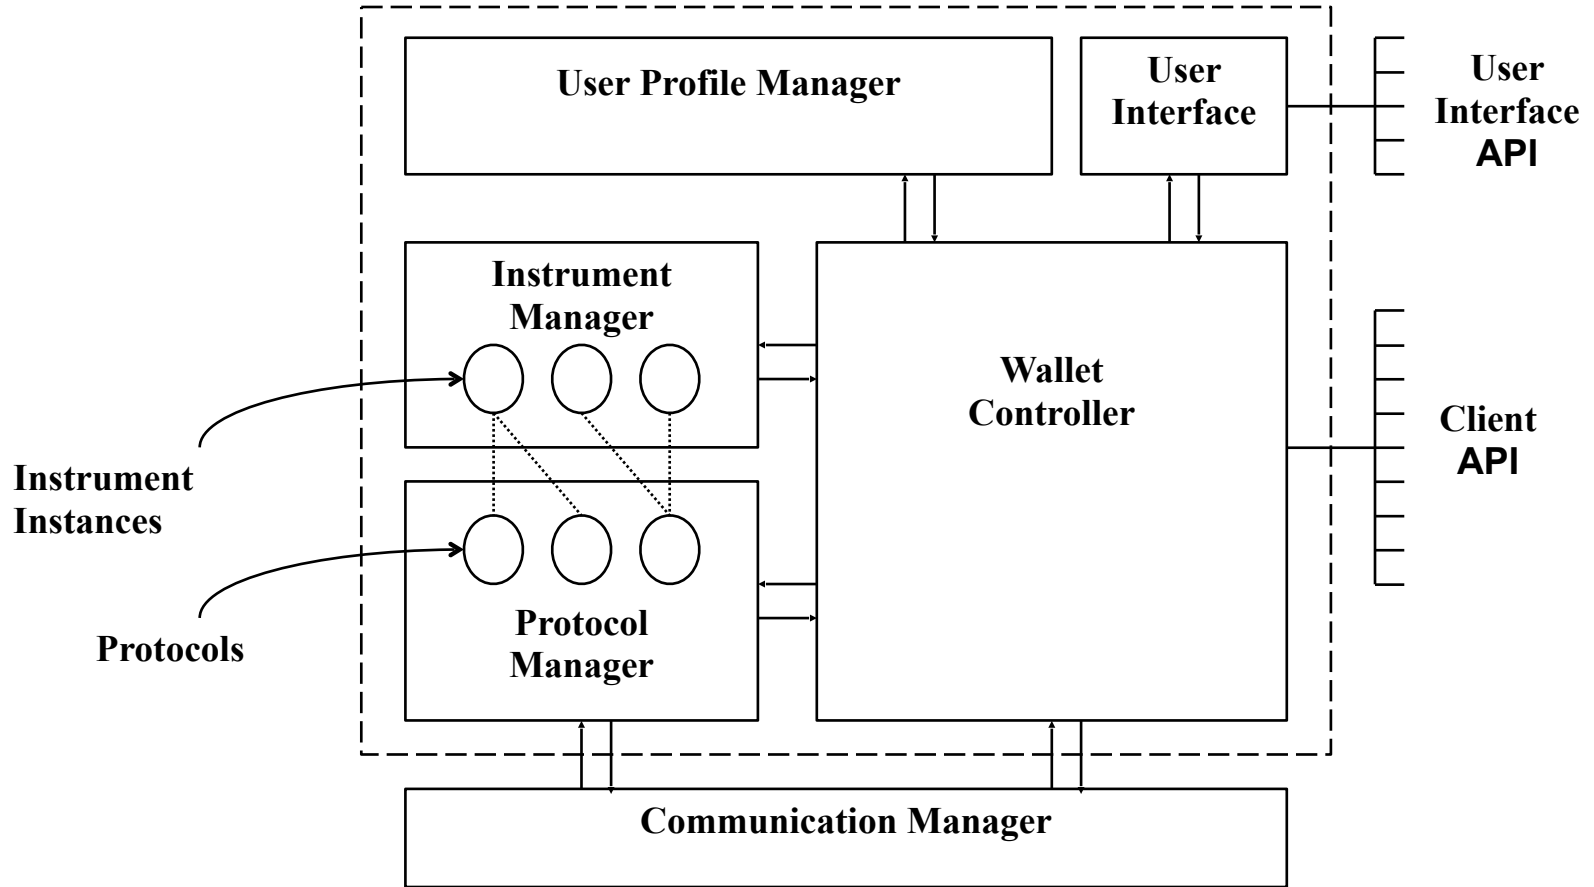 User Profile Manager
User
Interface
User
Interface
API
Instrument
Manager
Wallet
Controller
Client
API
Instrument
Instances
Protocols
Protocol
Manager
Communication Manager